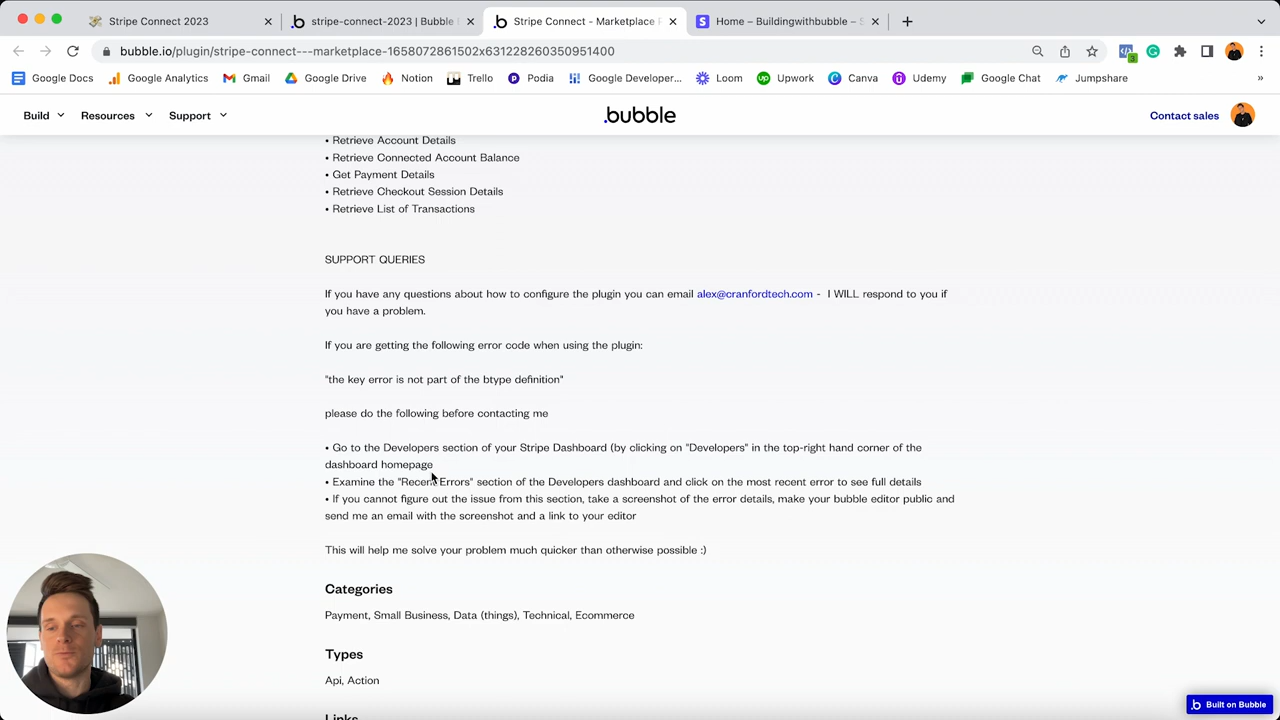 Stripe Connect 2023
stripe-connect-2023 | Bubble
Stripe Connect - Marketplace
Home – Buildingwithbubble –
bubble.io/plugin/stripe-connect---marketplace-1658072861502x631228260350951400
Google Docs
Google Analytics
Gmail
Google Drive
Notion
Trello
Podia
Google Developer...
Loom
Upwork
Canva
Udemy
Google Chat
Jumpshare
»
Build
Resources
Support
.bubble
Contact sales
• Retrieve Account Details
• Retrieve Connected Account Balance
• Get Payment Details
• Retrieve Checkout Session Details
• Retrieve List of Transactions
SUPPORT QUERIES
If you have any questions about how to configure the plugin you can email alex@cranfordtech.com - I WILL respond to you if
you have a problem.
If you are getting the following error code when using the plugin:
"the key error is not part of the btype definition"
please do the following before contacting me
• Go to the Developers section of your Stripe Dashboard (by clicking on "Developers" in the top-right hand corner of the
dashboard homepage
• Examine the "Recent Errors" section of the Developers dashboard and click on the most recent error to see full details
• If you cannot figure out the issue from this section, take a screenshot of the error details, make your bubble editor public and
send me an email with the screenshot and a link to your editor
This will help me solve your problem much quicker than otherwise possible :)
Categories
Payment, Small Business, Data (things), Technical, Ecommerce
Types
Api, Action
Links
Built on Bubble